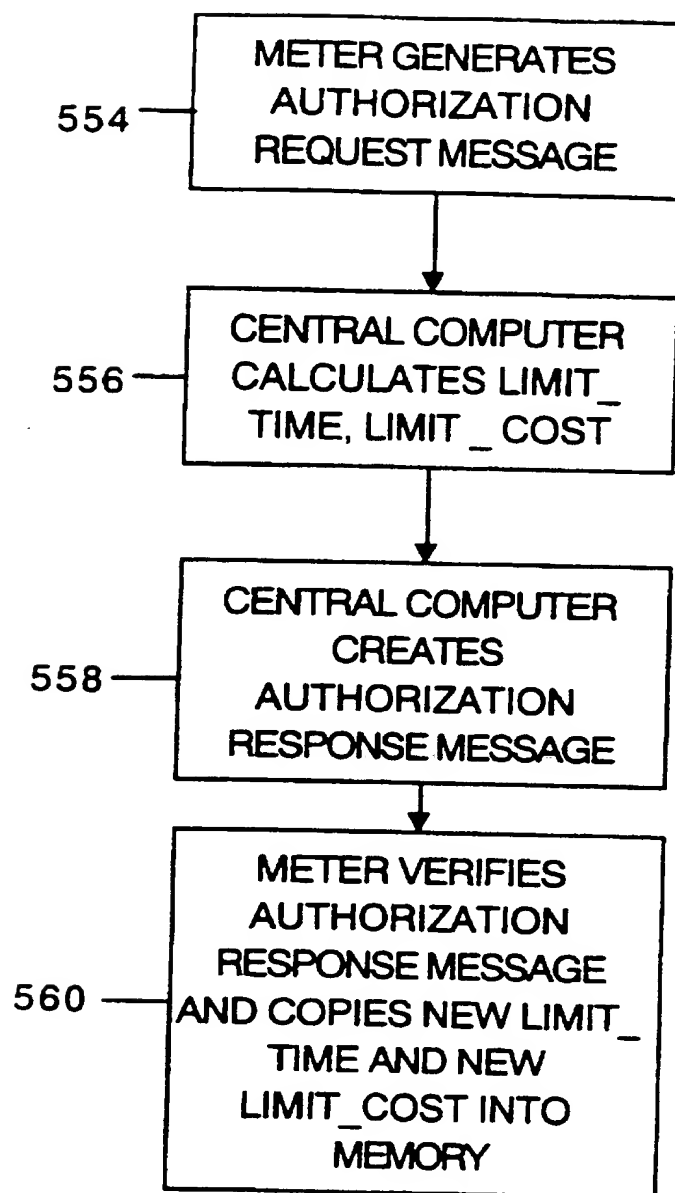 METER GENERATES
AUTHORIZATION
REQUEST MESSAGE
554
CENTRAL COMPUTER
CALCULATES LIMIT_
TIME, LIMIT _ COST
556
CENTRAL COMPUTER
CREATES
AUTHORIZATION
RESPONSE MESSAGE
558
METER VERIFIES
AUTHORIZATION
RESPONSE MESSAGE
AND COPIES NEW LIMIT_
TIME AND NEW
LIMIT_COST INTO
MEMORY
560